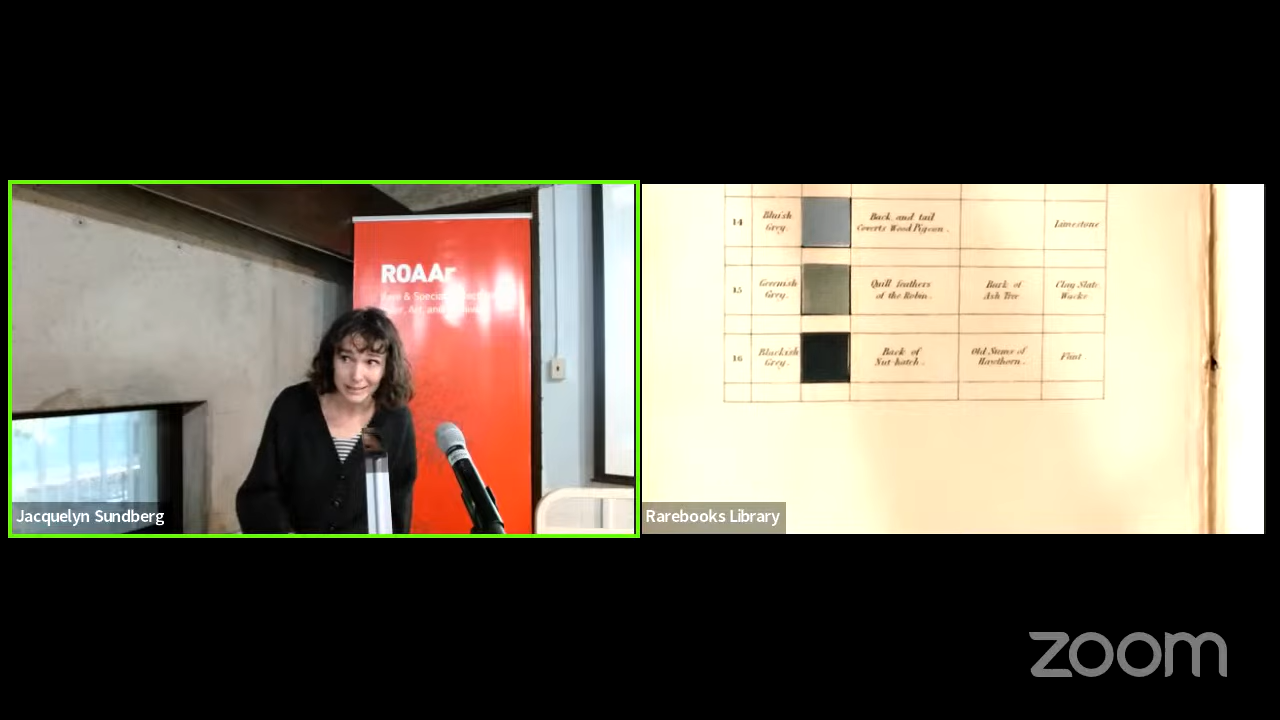 ROAAr
14
Bluish
Grey.
Back, and tail
Coverts Wood Pigeon.
Limestone
15
Greenish
Grey.
Quill feathers
of the Robin.
Bark of
Ash Tree
Clay Slate
Wacke
16
Blackish
Grey.
Back of
Nut-hatch.
Old Stems of
Hawthorn.
Flint
Jacquelyn Sundberg
Rarebooks Library
zoom